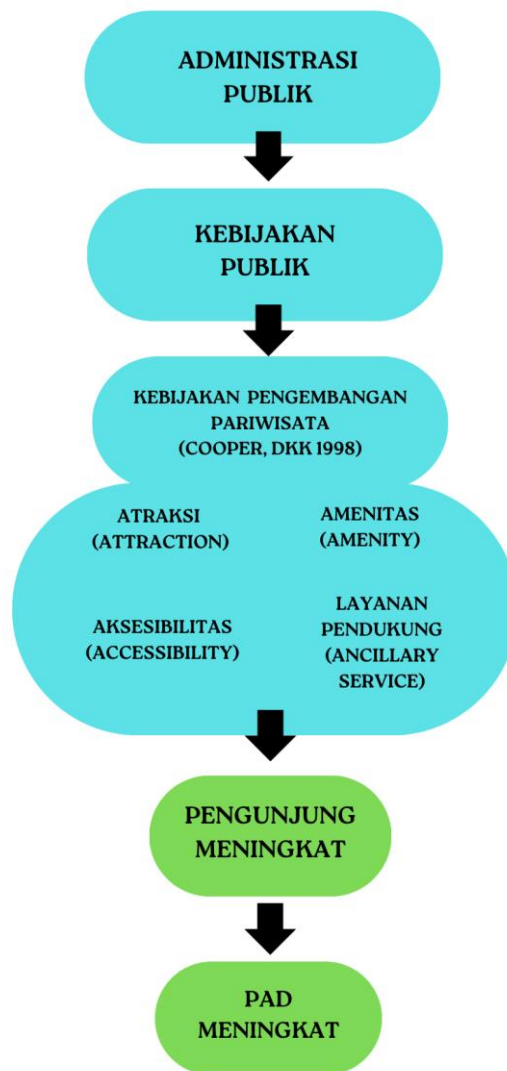 ADMINISTRASI
PUBLIK
KEBIJAKAN
PUBLIK
KEBIJAKAN PENGEMBANGAN
PARIWISATA
(COOPER, DKK 1998)
ATRAKSI
(ATTRACTION)
AMENITAS
(AMENITY)
AKSESIBILITAS
(ACCESSIBILITY)
LAYANAN
PENDUKUNG
(ANCILLARY
SERVICE)
PENGUNJUNG
MENINGKAT
PAD
MENINGKAT